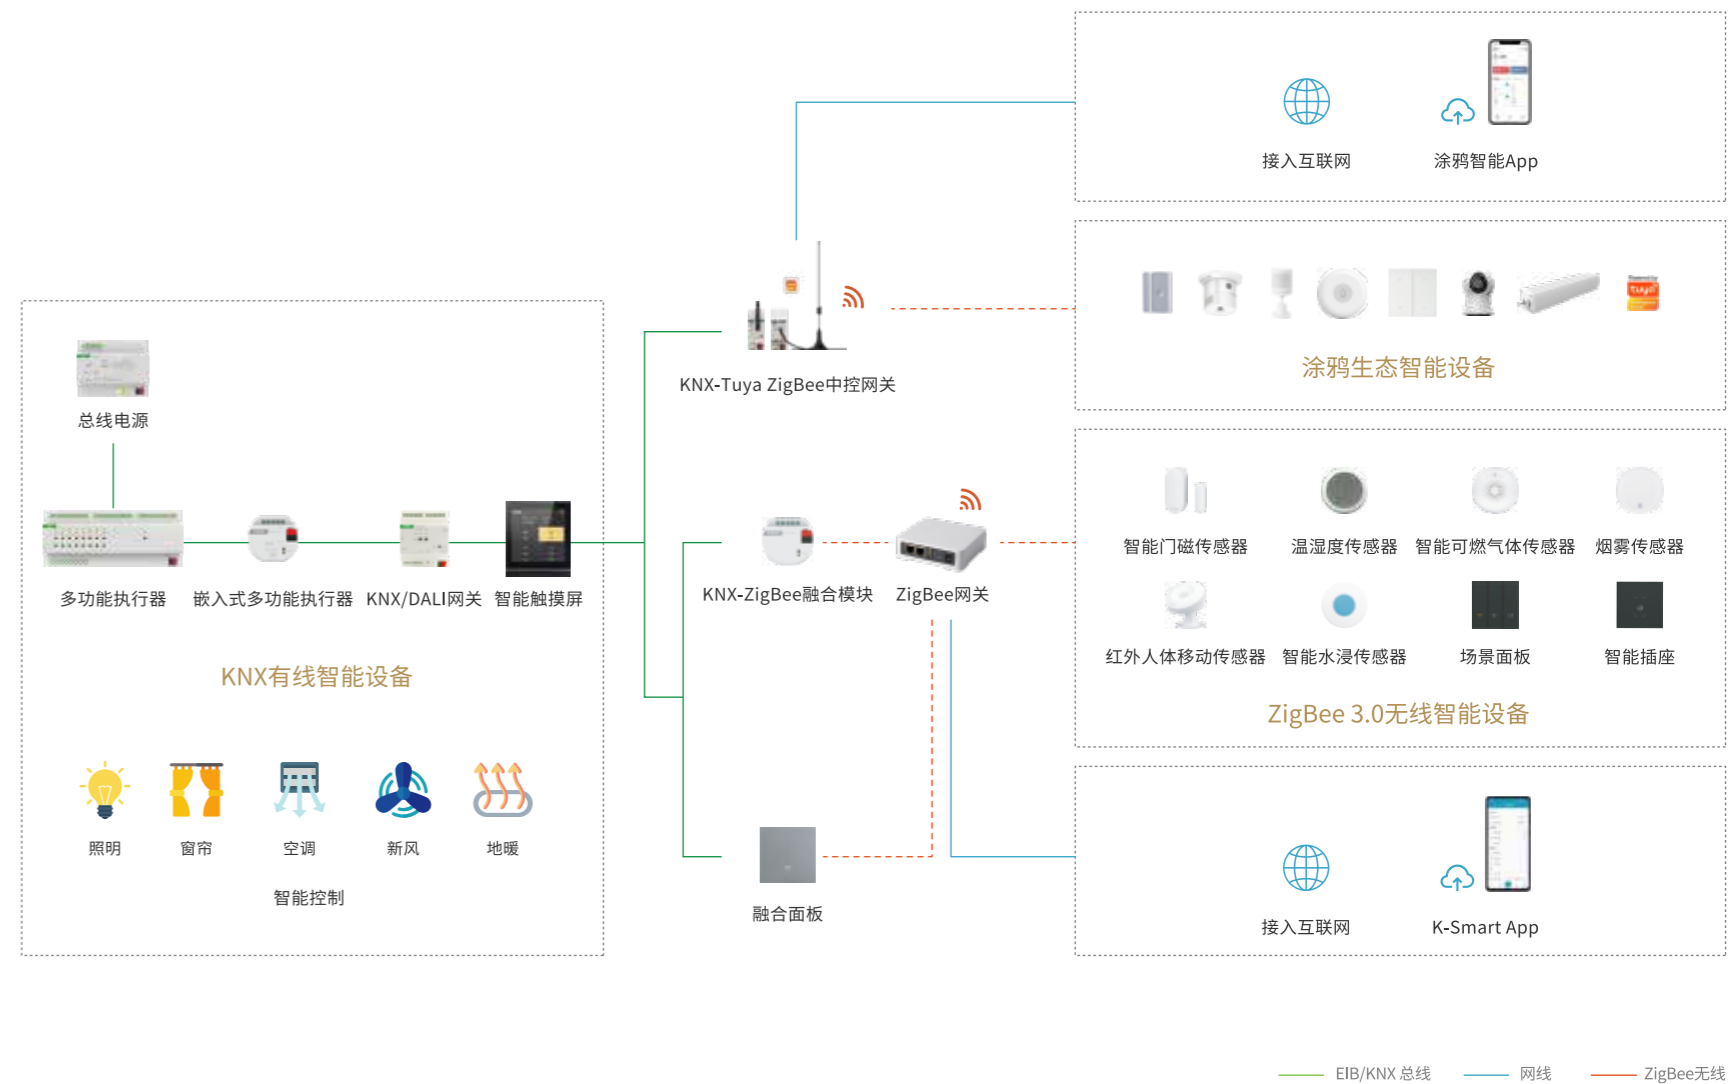 接入互联网
涂鸦智能App
Powered by
tuya
涂鸦生态智能设备
KNX-Tuya ZigBee中控网关
总线电源
多功能执行器
嵌入式多功能执行器
KNX/DALI网关
智能触摸屏
KNX有线智能设备
照明
窗帘
空调
新风
地暖
智能控制
KNX-ZigBee融合模块
ZigBee网关
融合面板
智能门磁传感器
温湿度传感器
智能可燃气体传感器
烟雾传感器
红外人体移动传感器
智能水浸传感器
场景面板
智能插座
ZigBee 3.0无线智能设备
接入互联网
K-Smart App
EIB/KNX 总线
网线
ZigBee无线